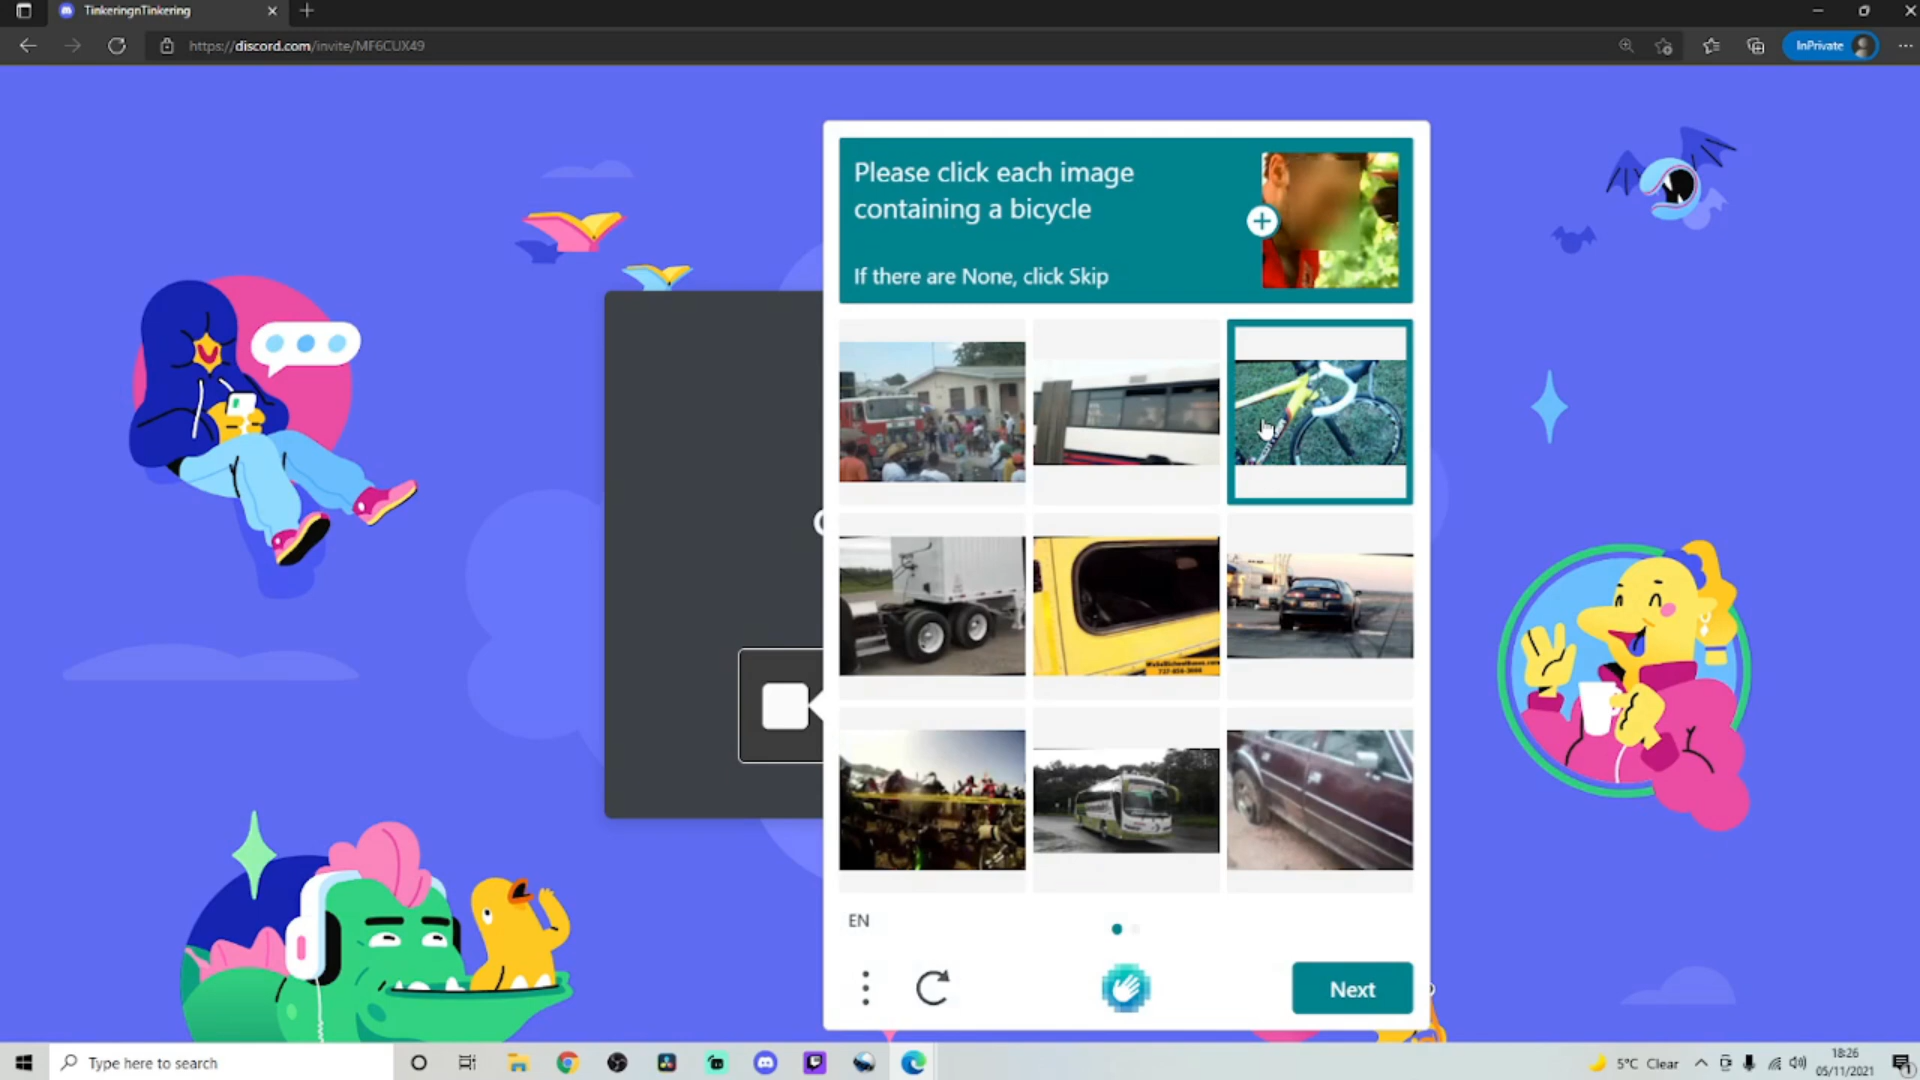 TinkeringnTinkering
https://discord.com/invite/MF6CUX49
InPrivate
Please click each image
containing a bicycle
If there are None, click Skip
EN
Next
Type here to search
5°C Clear
18:26
05/11/2021